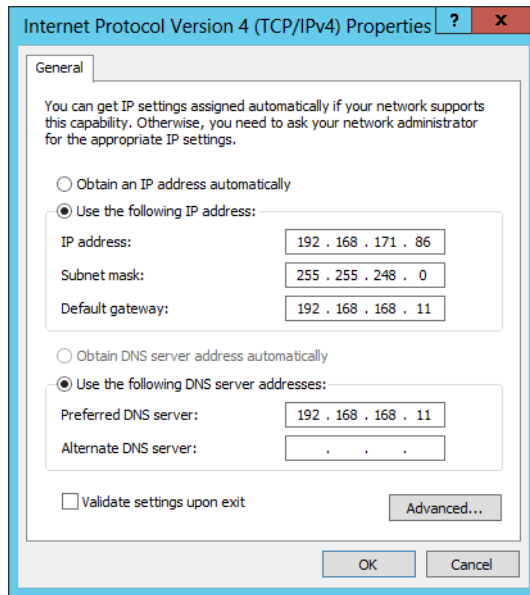 Internet Protocol Version 4 (TCP/IPv4) Properties ? x
General
You can get IP settings assigned automatically if your network supports
this capability. Otherwise, you need to ask your network administrator
for the appropriate IP settings.
Obtain an IP address automatically
Use the following IP address:
IP address: 192 . 168 . 171 . 86
Subnet mask: 255 . 255 . 248 . 0
Default gateway: 192 . 168 . 168 . 11
Obtain DNS server address automatically
Use the following DNS server addresses:
Preferred DNS server: 192 . 168 . 168 . 11
Alternate DNS server: . . .
Validate settings upon exit Advanced...
OK Cancel